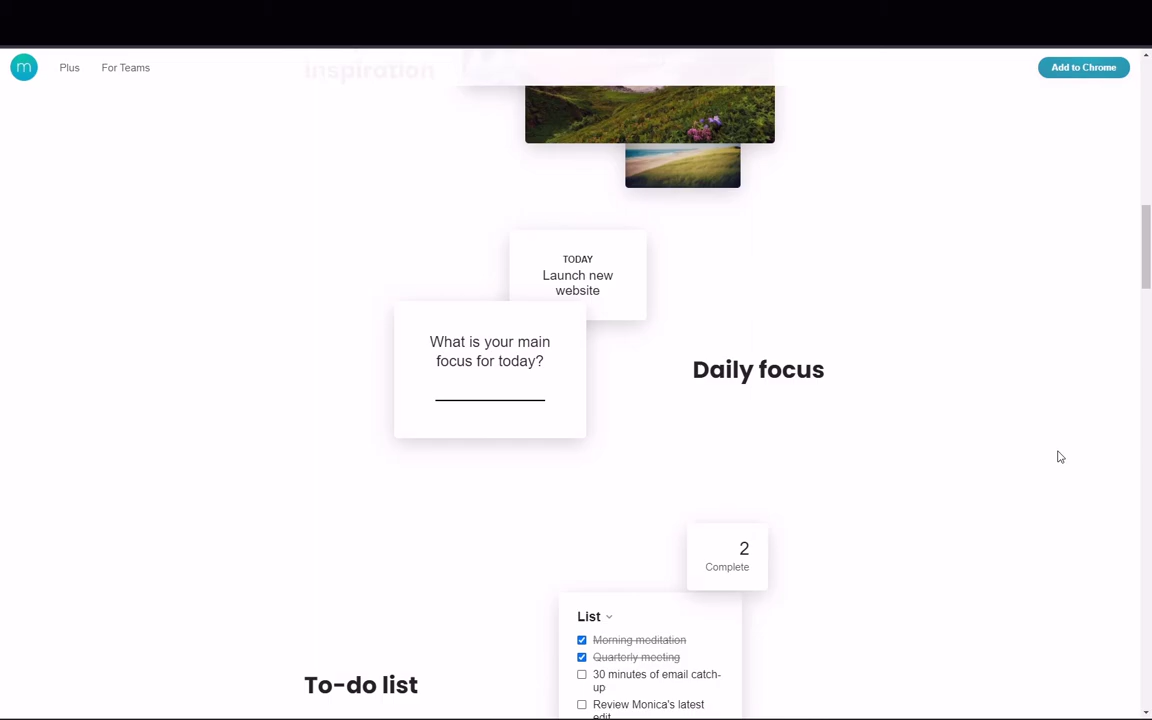 m
Plus
For Teams
Add to Chrome
inspiration
TODAY
Launch new
website
What is your main
focus for today?
Daily focus
2
Complete
List
Morning meditation
Quarterly meeting
30 minutes of email catch-
up
Review Monica's latest
edit
To-do list